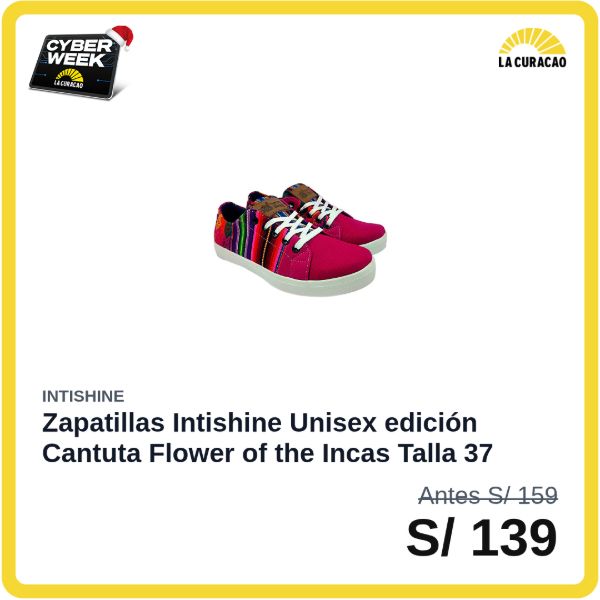 CYBER
WEEK
LA CURACAO
LA CURACAO
INTISHINE
Zapatillas Intishine Unisex edición
Cantuta Flower of the Incas Talla 37
Antes S/ 159
S/ 139